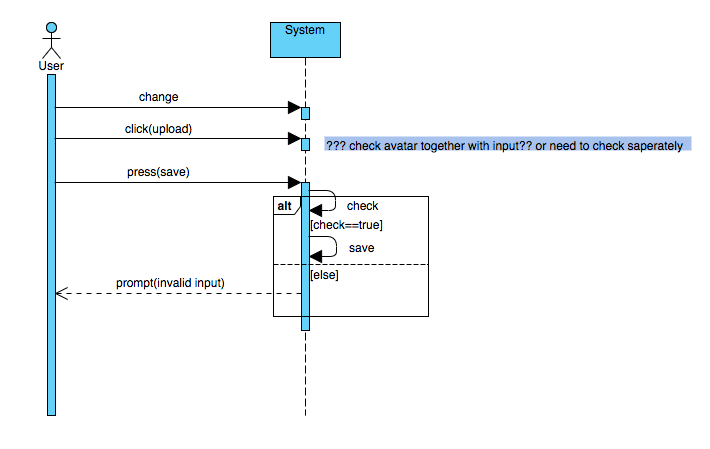 System
User
change
click(upload)
??? check avatar together with input?? or need to check saperately
press(save)
alt
check
[check==true]
save
[else]
prompt(invalid input)